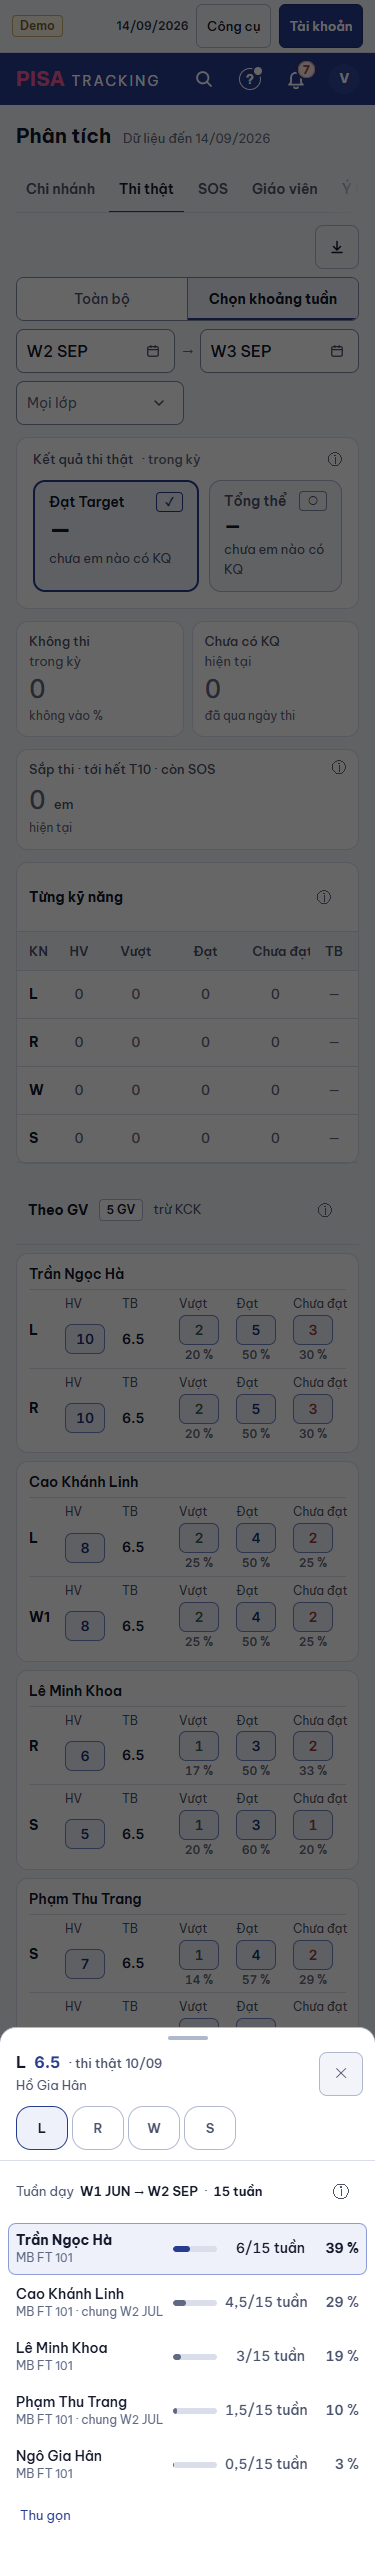 Demo 14/09/2026 Công cụ Tài khoản
PISA TRACKING ? 7 V
Phân tích Dữ liệu đến 14/09/2026
Chi nhánh Thi thật SOS Giáo viên Ý
Toàn bộ Chọn khoảng tuần
W2 SEP → W3 SEP
Mọi lớp
Kết quả thi thật · trong kỳ
Đạt Target ✓
–
chưa em nào có KQ
Tổng thể
–
chưa em nào có
KQ
Không thi
trong kỳ
0
không vào %
Chưa có KQ
hiện tại
0
đã qua ngày thi
Sắp thi · tới hết T10 · còn SOS
0 em
hiện tại
Từng kỹ năng
KN HV Vượt Đạt Chưa đạt TB
L 0 0 0 0 —
R 0 0 0 0 —
W 0 0 0 0 —
S 0 0 0 0 —
Theo GV 5 GV trừ KCK
Trần Ngọc Hà
HV TB Vượt Đạt Chưa đạt
L 10 6.5 2 5 3
20 % 50 % 30 %
HV TB Vượt Đạt Chưa đạt
R 10 6.5 2 5 3
20 % 50 % 30 %
Cao Khánh Linh
HV TB Vượt Đạt Chưa đạt
L 8 6.5 2 4 2
25 % 50 % 25 %
HV TB Vượt Đạt Chưa đạt
W1 8 6.5 2 4 2
25 % 50 % 25 %
Lê Minh Khoa
HV TB Vượt Đạt Chưa đạt
R 6 6.5 1 3 2
17 % 50 % 33 %
HV TB Vượt Đạt Chưa đạt
S 5 6.5 1 3 1
20 % 60 % 20 %
Phạm Thu Trang
HV TB Vượt Đạt Chưa đạt
S 7 6.5 1 4 2
14 % 57 % 29 %
HV TB Vượt Đạt Chưa đạt
L 6.5 · thi thật 10/09
Hồ Gia Hân
L R W S
Tuần dạy W1 JUN → W2 SEP · 15 tuần
Trần Ngọc Hà 6/15 tuần 39 %
MB FT 101
Cao Khánh Linh 4,5/15 tuần 29 %
MB FT 101 · chung W2 JUL
Lê Minh Khoa 3/15 tuần 19 %
MB FT 101
Phạm Thu Trang 1,5/15 tuần 10 %
MB FT 101 · chung W2 JUL
Ngô Gia Hân 0,5/15 tuần 3 %
MB FT 101
Thu gọn